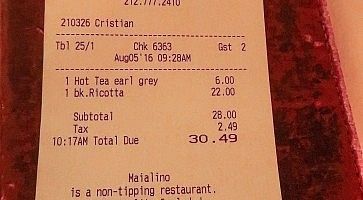 212.777.2410
210326 Cristian
Tbl 25/1 Chk 6363 Gst 2
Aug05'16 09:28AM
1 Hot Tea earl grey 6.00
1 bk.Ricotta 22.00
Subtotal 28.00
Tax 2.49
10:17AM Total Due 30.49
Maialino
is a non-tipping restaurant.